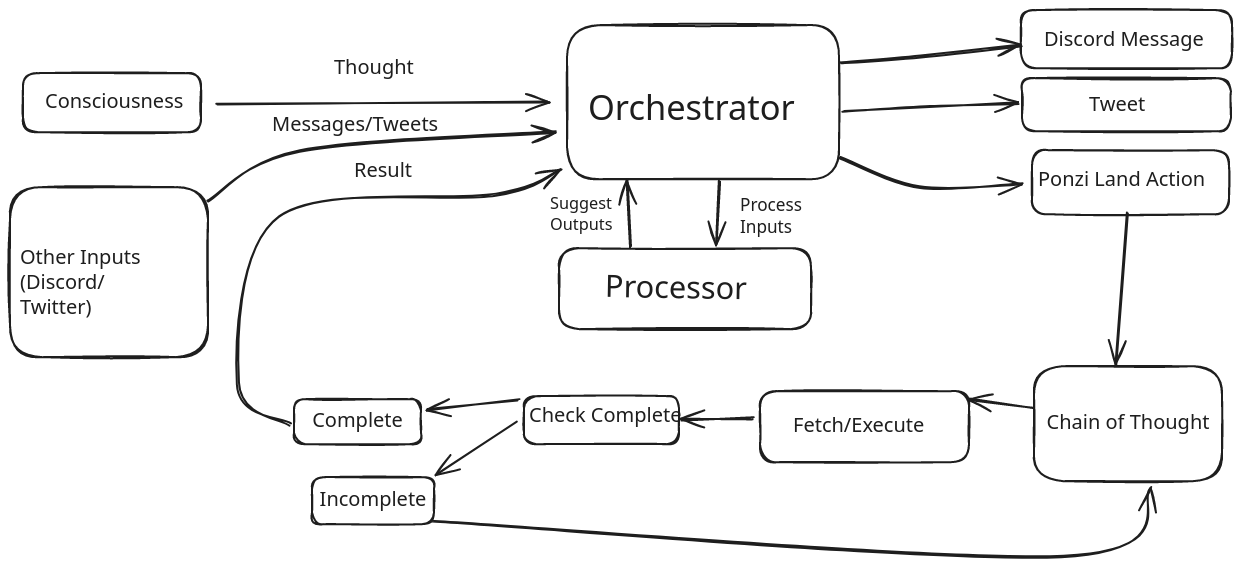 Consciousness
Thought
Messages/Tweets
Result
Other Inputs
(Discord/
Twitter)
Orchestrator
Suggest
Outputs
Process
Inputs
Processor
Discord Message
Tweet
Ponzi Land Action
Chain of Thought
Fetch/Execute
Check Complete
Complete
Incomplete